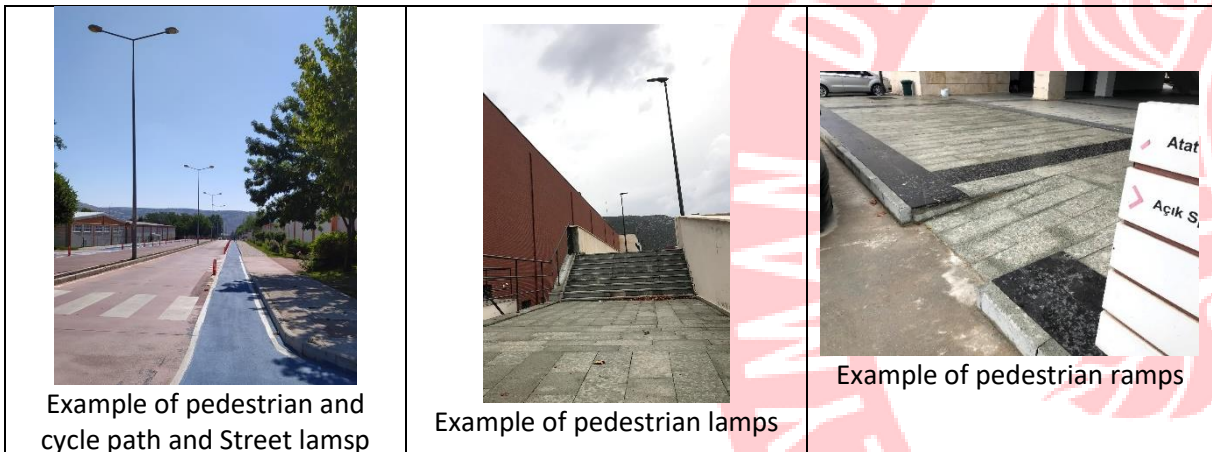 Atat
Açık S
Example of pedestrian and
cycle path and Street lamsp
Example of pedestrian lamps
Example of pedestrian ramps